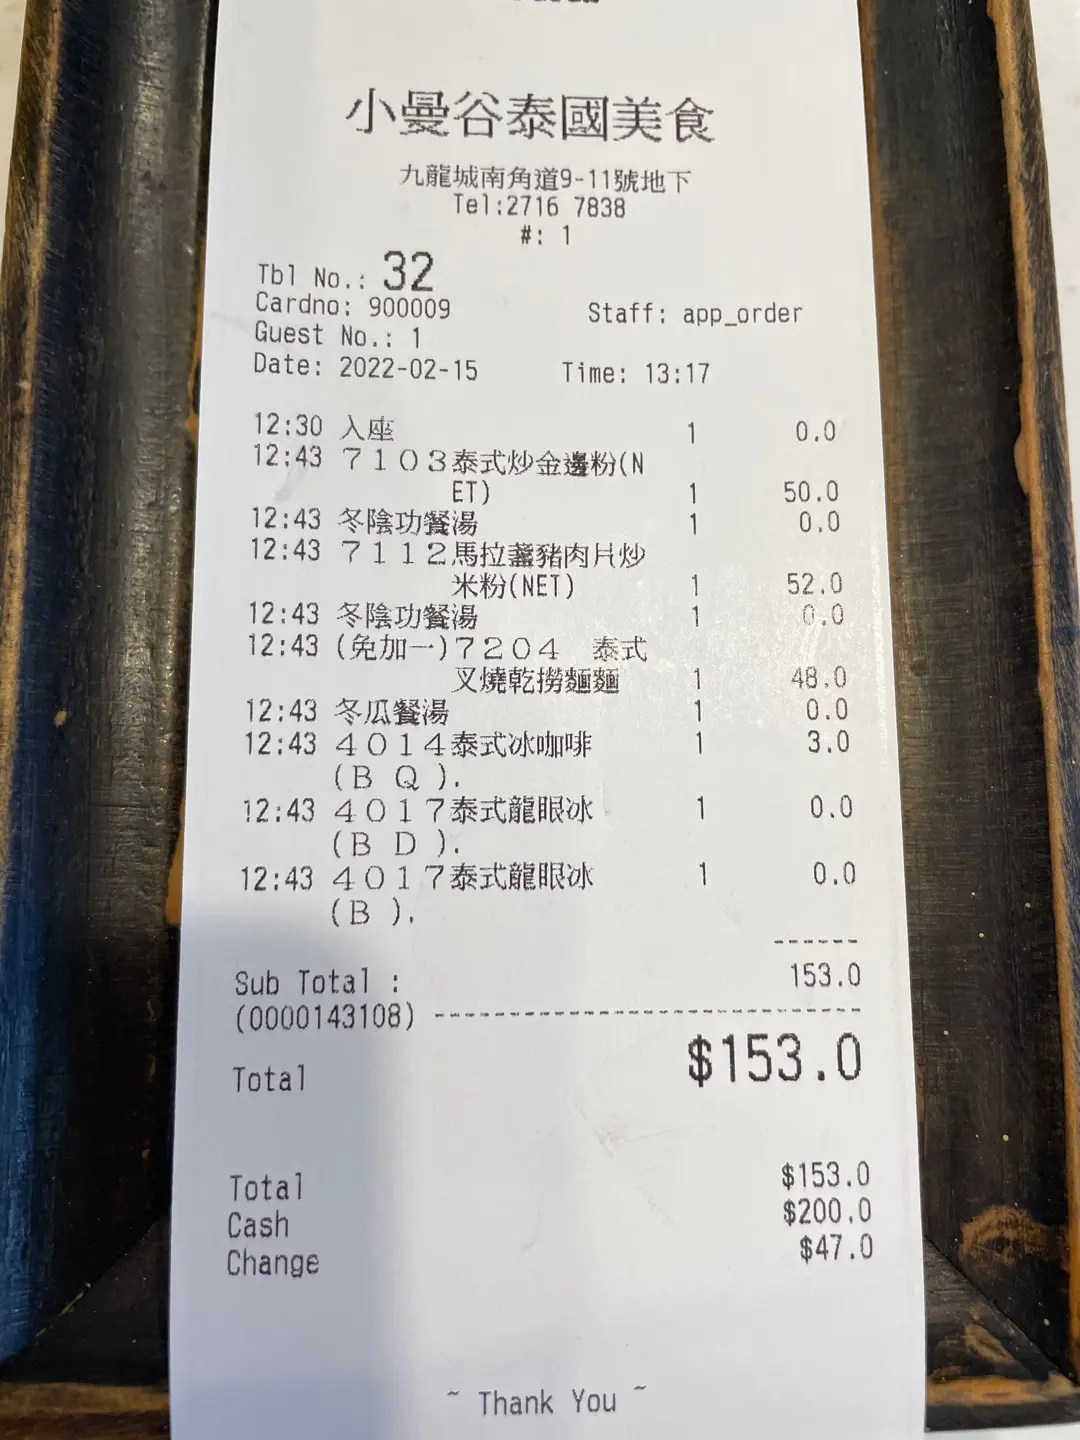 小曼谷泰國美食
九龍城南角道9-11號地下
Tel:2716 7838
#: 1
Tbl No.: 32
Cardno: 900009 Staff: app_order
Guest No.: 1
Date: 2022-02-15 Time: 13:17
12:30 入座 1 0.0
12:43 7103泰式炒金邊粉(N
ET) 1 50.0
12:43 冬陰功餐湯 1 0.0
12:43 7112馬拉盞豬肉片炒
米粉(NET) 1 52.0
12:43 冬陰功餐湯 1 0.0
12:43 (免加一)7204 泰式
叉燒乾撈麵麵 1 48.0
12:43 冬瓜餐湯 1 0.0
12:43 4014泰式冰咖啡 1 3.0
(B Q ).
12:43 4017泰式龍眼冰 1 0.0
(B D ).
12:43 4017泰式龍眼冰 1 0.0
(B ).
------
Sub Total : 153.0
(0000143108) ------------------------------
Total $153.0
Total $153.0
Cash $200.0
Change $47.0
~ Thank You ~